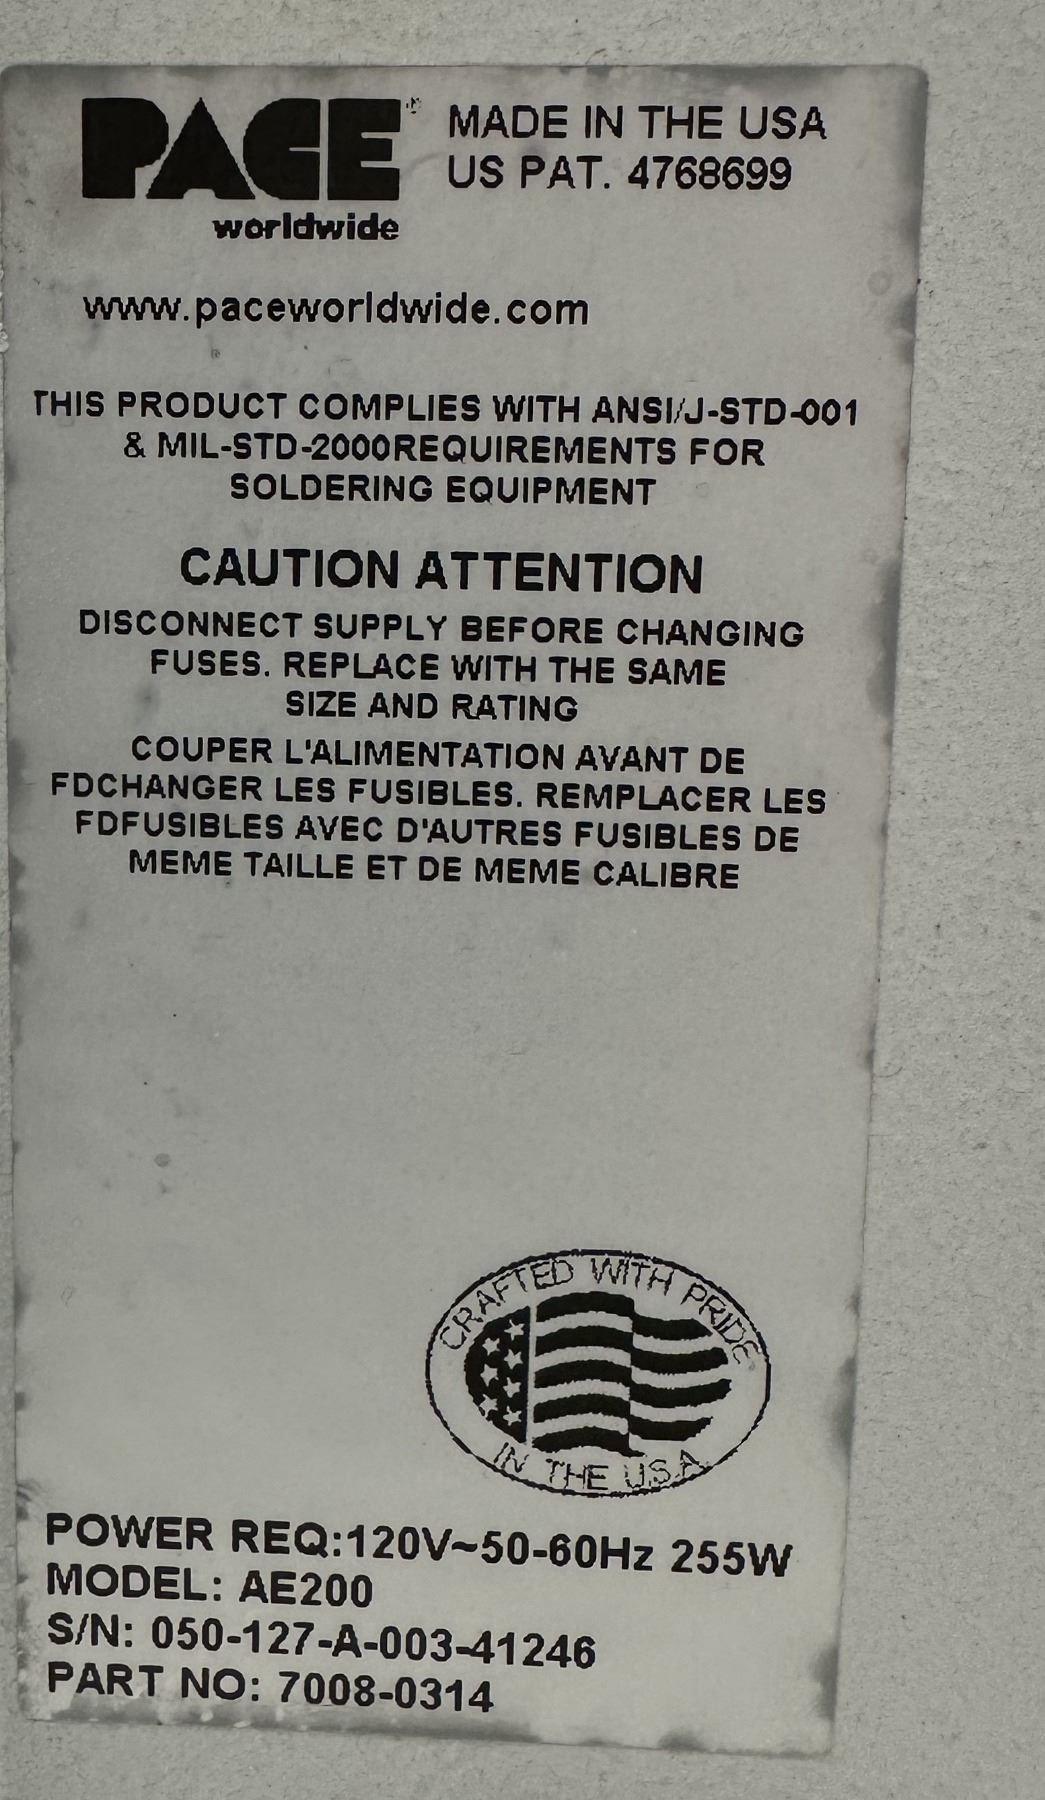 PACE®
worldwide
MADE IN THE USA
US PAT. 4768699
www.paceworldwide.com
THIS PRODUCT COMPLIES WITH ANSI/J-STD-001
& MIL-STD-2000REQUIREMENTS FOR
SOLDERING EQUIPMENT
CAUTION ATTENTION
DISCONNECT SUPPLY BEFORE CHANGING
FUSES. REPLACE WITH THE SAME
SIZE AND RATING
COUPER L'ALIMENTATION AVANT DE
FDCHANGER LES FUSIBLES. REMPLACER LES
FDFUSIBLES AVEC D'AUTRES FUSIBLES DE
MEME TAILLE ET DE MEME CALIBRE
CRAFTED WITH PRIDE
IN THE U.S.A.
POWER REQ:120V~50-60Hz 255W
MODEL: AE200
S/N: 050-127-A-003-41246
PART NO: 7008-0314